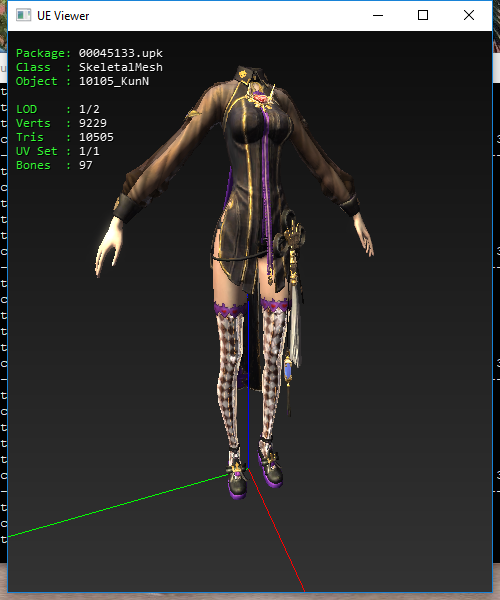 UE Viewer
Package: 00045133.upk
Class  : SkeletalMesh
Object : 10105_KunN
LOD    : 1/2
Verts  : 9229
Tris   : 10505
UV Set : 1/1
Bones  : 97